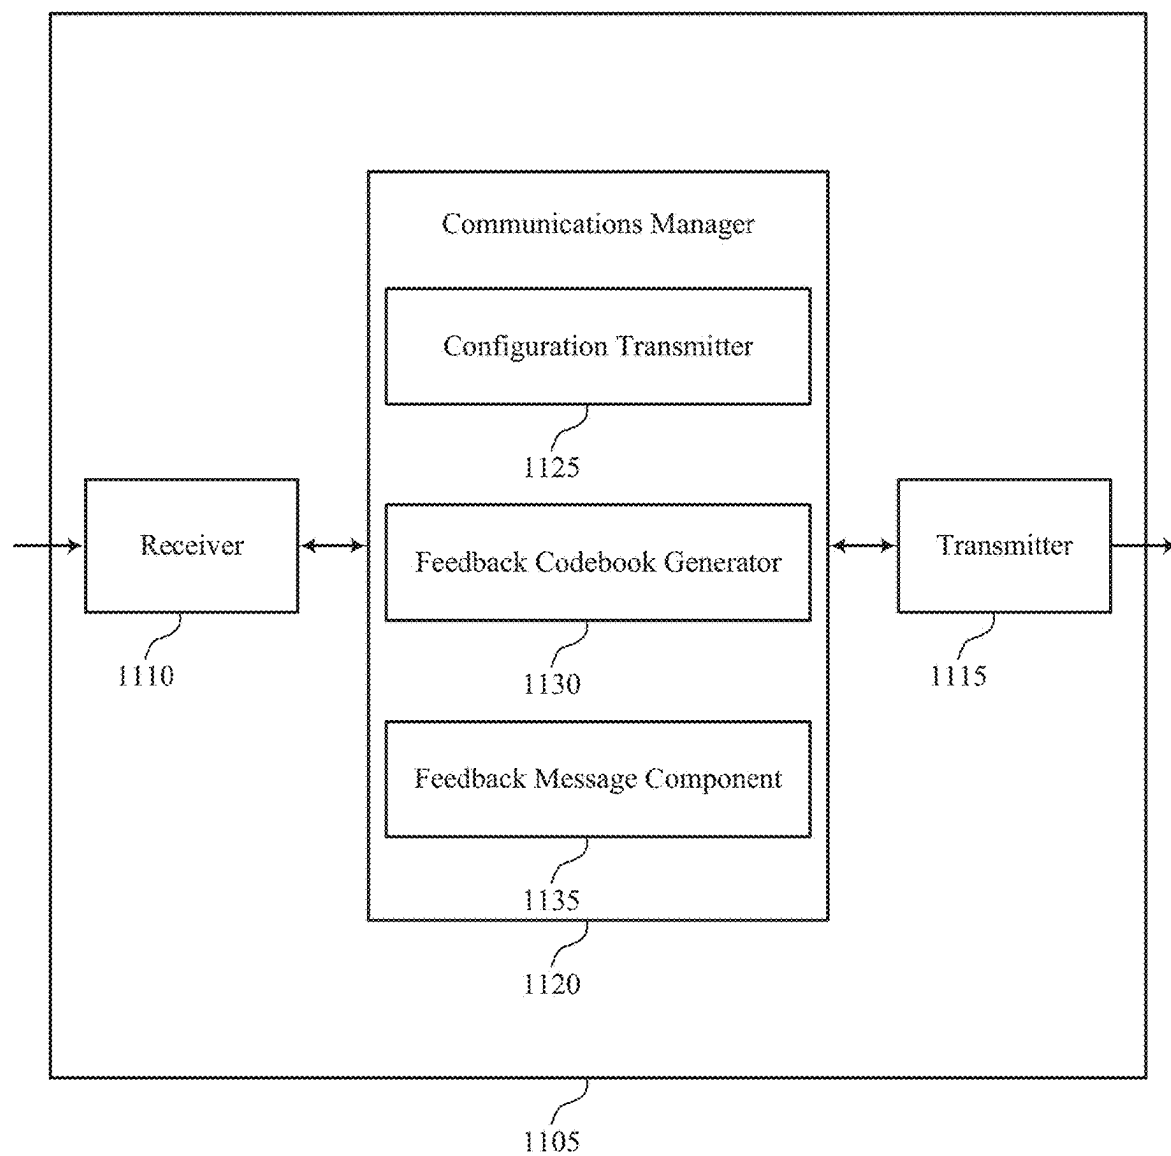 Communications Manager
Configuration Transmitter
1125
Receiver
1110
Feedback Codebook Generator
1130
Transmitter
1115
Feedback Message Component
1135
1120
1105